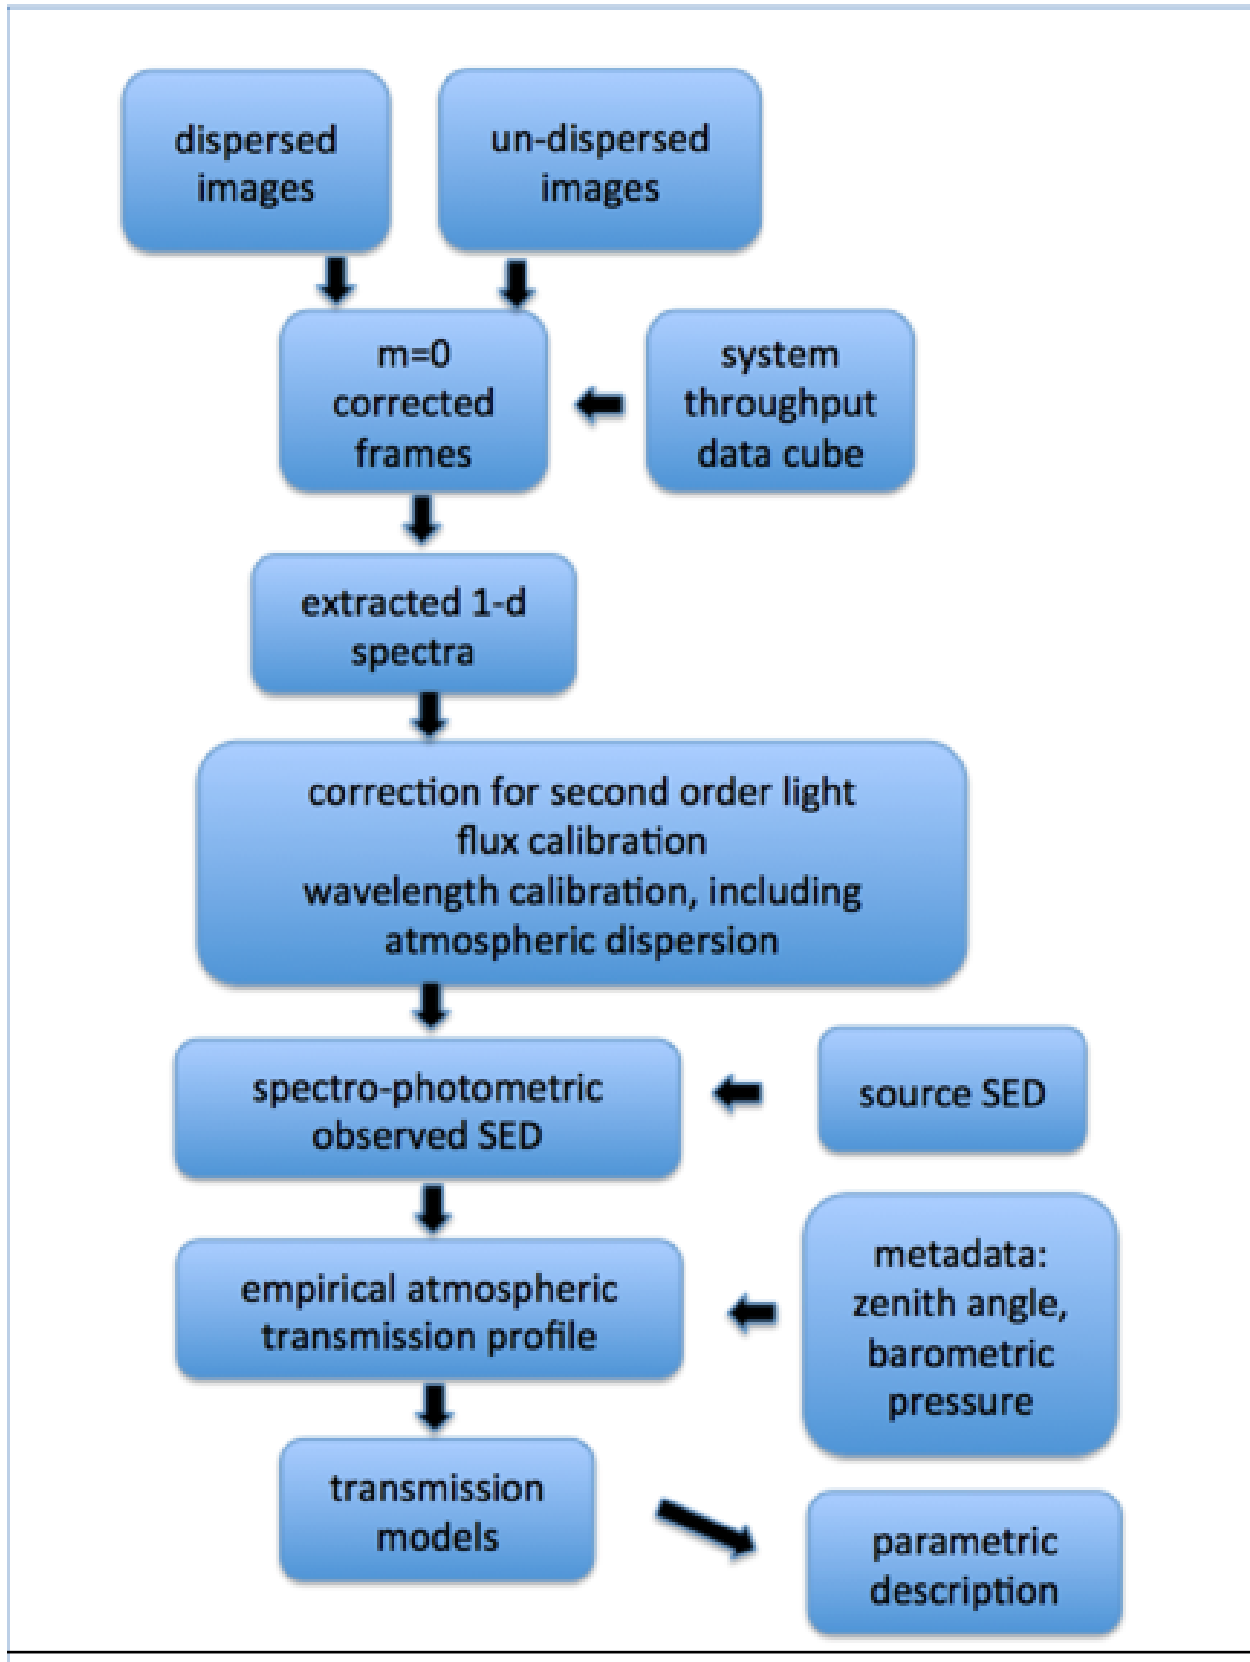 dispersed
images
un-dispersed
images
m=0
corrected
frames
system
throughput
data cube
extracted 1-d
spectra
correction for second order light
flux calibration
wavelength calibration, including
atmospheric dispersion
spectro-photometric
observed SED
source SED
empirical atmospheric
transmission profile
metadata:
zenith angle,
barometric
pressure
transmission
models
parametric
description